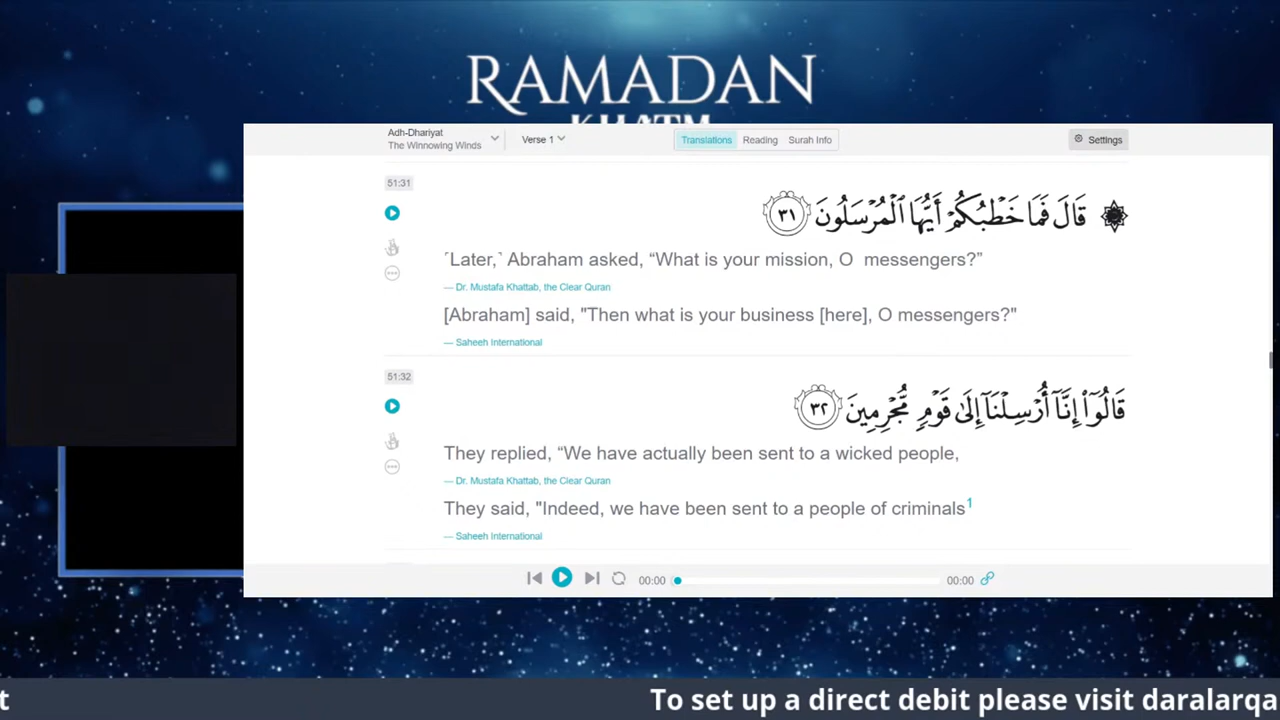 RAMADAN
KHATM
Adh-Dhariyat
The Winnowing Winds
Verse 1
Translations Reading Surah Info
Settings
51:31
قَالَ فَمَا خَطْبُكُمْ أَيُّهَا ٱلْمُرْسَلُونَ ٣١
˹Later,˺ Abraham asked, “What is your mission, O messengers?”
— Dr. Mustafa Khattab, the Clear Quran
[Abraham] said, "Then what is your business [here], O messengers?"
— Saheeh International
51:32
قَالُوٓا۟ إِنَّآ أُرْسِلْنَآ إِلَىٰ قَوْمٍ مُّجْرِمِينَ ٣٢
They replied, “We have actually been sent to a wicked people,
— Dr. Mustafa Khattab, the Clear Quran
They said, "Indeed, we have been sent to a people of criminals1
— Saheeh International
00:00 00:00
t To set up a direct debit please visit daralarqa